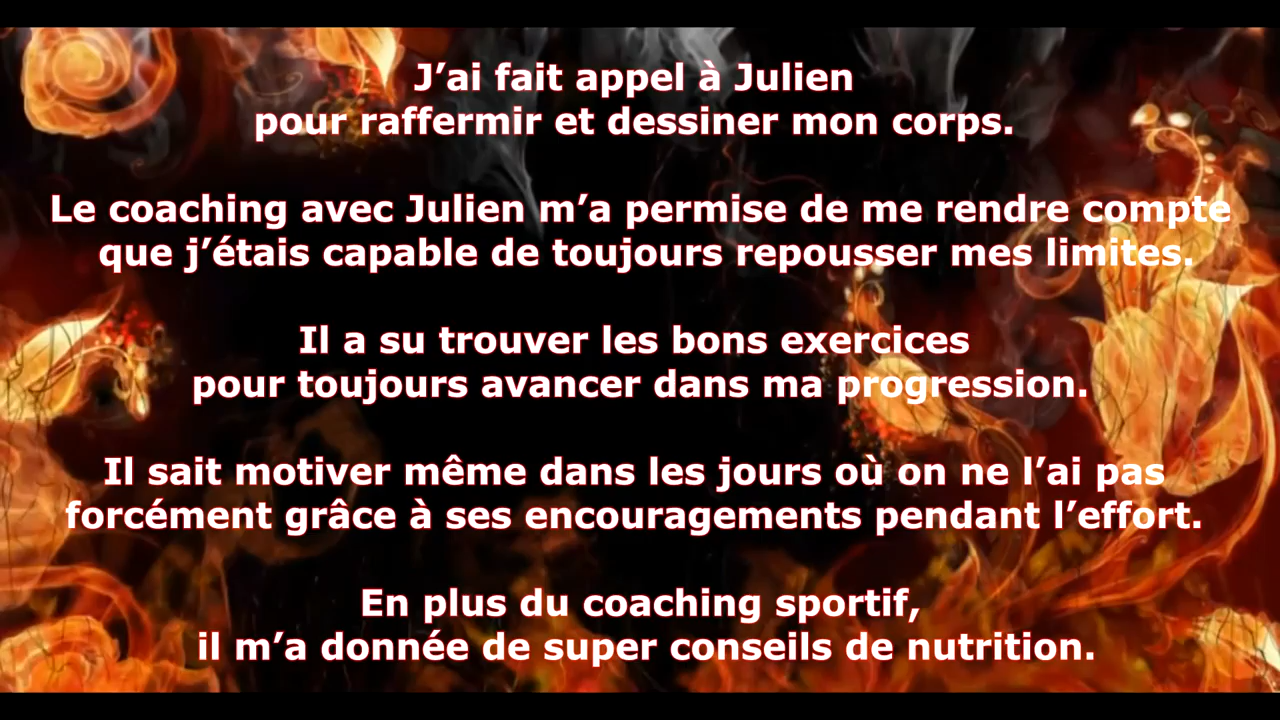 J’ai fait appel à Julien
pour raffermir et dessiner mon corps.
Le coaching avec Julien m’a permise de me rendre compte
que j’étais capable de toujours repousser mes limites.
Il a su trouver les bons exercices
pour toujours avancer dans ma progression.
Il sait motiver même dans les jours où on ne l’ai pas
forcément grâce à ses encouragements pendant l’effort.
En plus du coaching sportif,
il m’a donnée de super conseils de nutrition.